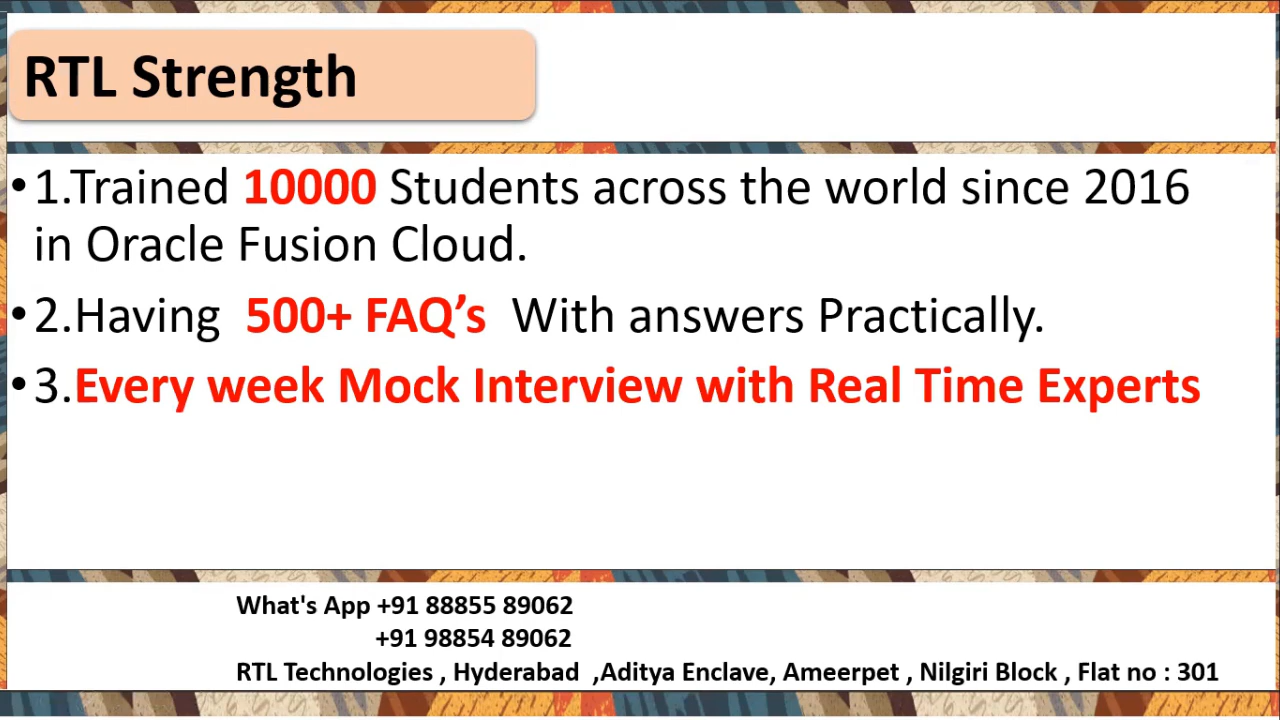 RTL Strength
•1.Trained 10000 Students across the world since 2016
in Oracle Fusion Cloud.
•2.Having 500+ FAQ’s With answers Practically.
•3.Every week Mock Interview with Real Time Experts
What's App +91 88855 89062
+91 98854 89062
RTL Technologies , Hyderabad ,Aditya Enclave, Ameerpet , Nilgiri Block , Flat no : 301